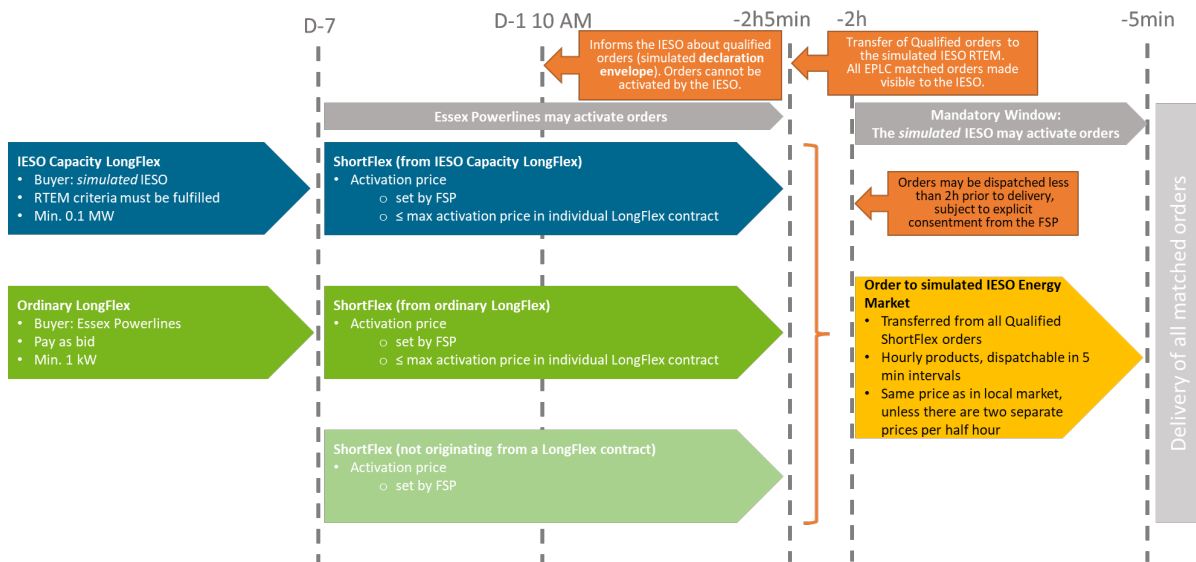 D-7
D-1 10 AM
-2h5min
-2h
-5min
Informs the IESO about qualified
orders (simulated declaration
envelope). Orders cannot be
activated by the IESO.
Transfer of Qualified orders to
the simulated IESO RTEM.
All EPLC matched orders made
visible to the IESO.
Essex Powerlines may activate orders
Mandatory Window:
The simulated IESO may activate orders
IESO Capacity LongFlex
• Buyer: simulated IESO
• RTEM criteria must be fulfilled
• Min. 0.1 MW
ShortFlex (from IESO Capacity LongFlex)
• Activation price
o set by FSP
o ≤ max activation price in individual LongFlex contract
Orders may be dispatched less
than 2h prior to delivery,
subject to explicit
consentment from the FSP
Ordinary LongFlex
• Buyer: Essex Powerlines
• Pay as bid
• Min. 1 kW
ShortFlex (from ordinary LongFlex)
• Activation price
o set by FSP
o ≤ max activation price in individual LongFlex contract
Order to simulated IESO Energy
Market
• Transferred from all Qualified
ShortFlex orders
• Hourly products, dispatchable in 5
min intervals
• Same price as in local market,
unless there are two separate
prices per half hour
ShortFlex (not originating from a LongFlex contract)
• Activation price
o set by FSP
Delivery of all matched orders